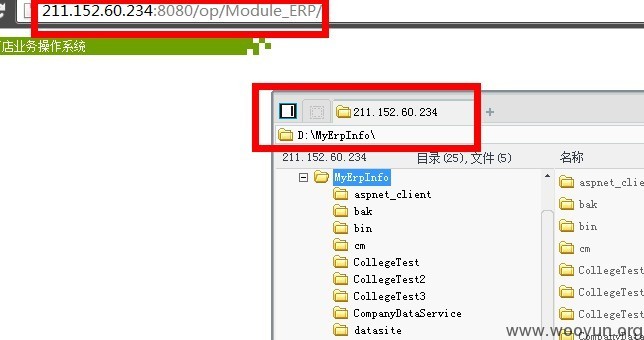 211.152.60.234:8080/op/Module_ERP/
店业务操作系统
211.152.60.234
D:\MyErpInfo\
211.152.60.234 目录(25),文件(5) 名称
MyErpInfo
aspnet_client aspnet_clie
bak bak
bin bin
cm cm
CollegeTest CollegeTest
CollegeTest2 CollegeTest
CollegeTest3 CollegeTest
CompanyDataService CompanyData
datasite
www.wooyun.org